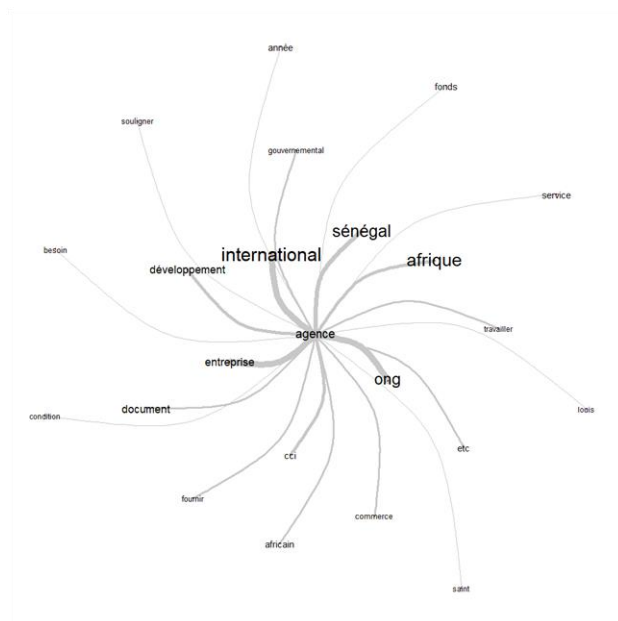 année
fonds
souligner
gouvernemental
service
sénégal
besoin
international
afrique
développement
travailler
agence
entreprise
ong
document
louis
condition
etc
cci
fournir
commerce
africain
saint